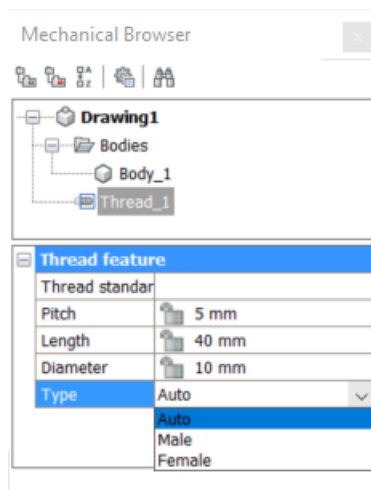 Mechanical Browser
Drawing1
Bodies
Body_1
Thread_1
Thread feature
Thread standar
Pitch 5 mm
Length 40 mm
Diameter 10 mm
Type Auto
Auto
Male
Female